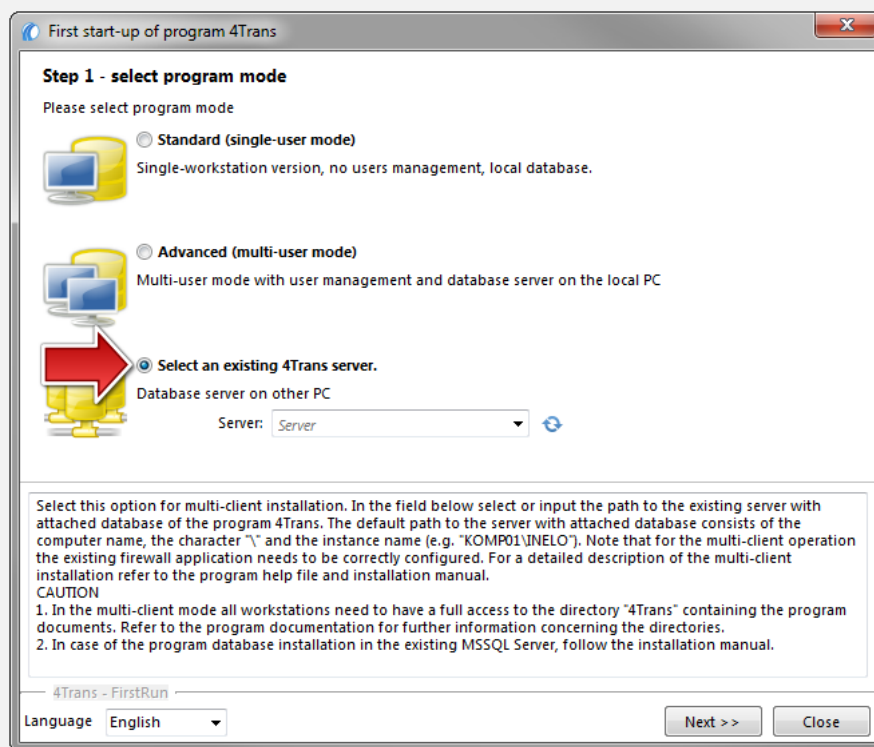 First start-up of program 4Trans
Step 1 - select program mode
Please select program mode
Standard (single-user mode)
Single-workstation version, no users management, local database.
Advanced (multi-user mode)
Multi-user mode with user management and database server on the local PC
Select an existing 4Trans server.
Database server on other PC
Server: Server
Select this option for multi-client installation. In the field below select or input the path to the existing server with
attached database of the program 4Trans. The default path to the server with attached database consists of the
computer name, the character "\" and the instance name (e.g. "KOMP01\INELO"). Note that for the multi-client operation
the existing firewall application needs to be correctly configured. For a detailed description of the multi-client
installation refer to the program help file and installation manual.
CAUTION
1. In the multi-client mode all workstations need to have a full access to the directory "4Trans" containing the program
documents. Refer to the program documentation for further information concerning the directories.
2. In case of the program database installation in the existing MSSQL Server, follow the installation manual.
4Trans - FirstRun
Language English Next >> Close